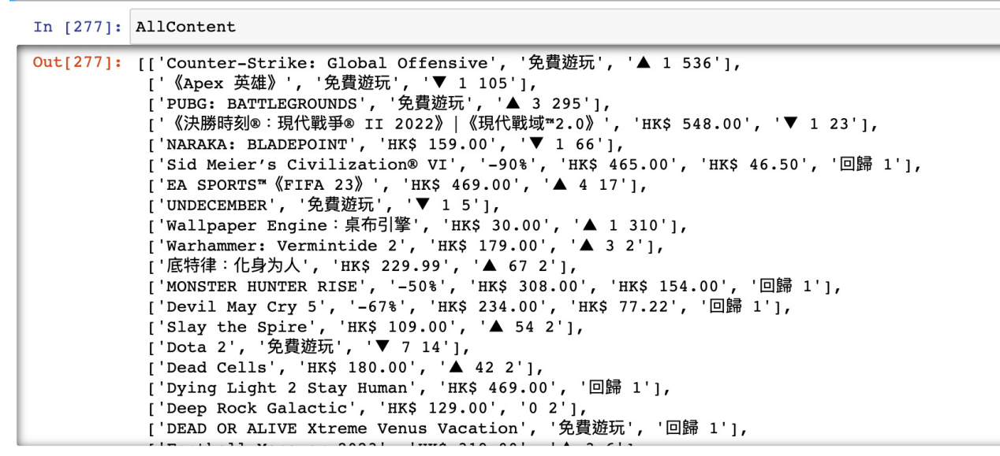 In [277]: AllContent
Out[277]: [['Counter-Strike: Global Offensive', '免費遊玩', '▲ 1 536'],
['《Apex 英雄》', '免費遊玩', '▼ 1 105'],
['PUBG: BATTLEGROUNDS', '免費遊玩', '▲ 3 295'],
['《決勝時刻®：現代戰爭® II 2022》|《現代戰域™2.0》', 'HK$ 548.00', '▼ 1 23'],
['NARAKA: BLADEPOINT', 'HK$ 159.00', '▼ 1 66'],
['Sid Meier’s Civilization® VI', '-90%', 'HK$ 465.00', 'HK$ 46.50', '回歸 1'],
['EA SPORTS™《FIFA 23》', 'HK$ 469.00', '▲ 4 17'],
['UNDECEMBER', '免費遊玩', '▼ 1 5'],
['Wallpaper Engine：桌布引擎', 'HK$ 30.00', '▲ 1 310'],
['Warhammer: Vermintide 2', 'HK$ 179.00', '▲ 3 2'],
['底特律：化身为人', 'HK$ 229.99', '▲ 67 2'],
['MONSTER HUNTER RISE', '-50%', 'HK$ 308.00', 'HK$ 154.00', '回歸 1'],
['Devil May Cry 5', '-67%', 'HK$ 234.00', 'HK$ 77.22', '回歸 1'],
['Slay the Spire', 'HK$ 109.00', '▲ 54 2'],
['Dota 2', '免費遊玩', '▼ 7 14'],
['Dead Cells', 'HK$ 180.00', '▲ 42 2'],
['Dying Light 2 Stay Human', 'HK$ 469.00', '回歸 1'],
['Deep Rock Galactic', 'HK$ 129.00', '0 2'],
['DEAD OR ALIVE Xtreme Venus Vacation', '免費遊玩', '回歸 1'],